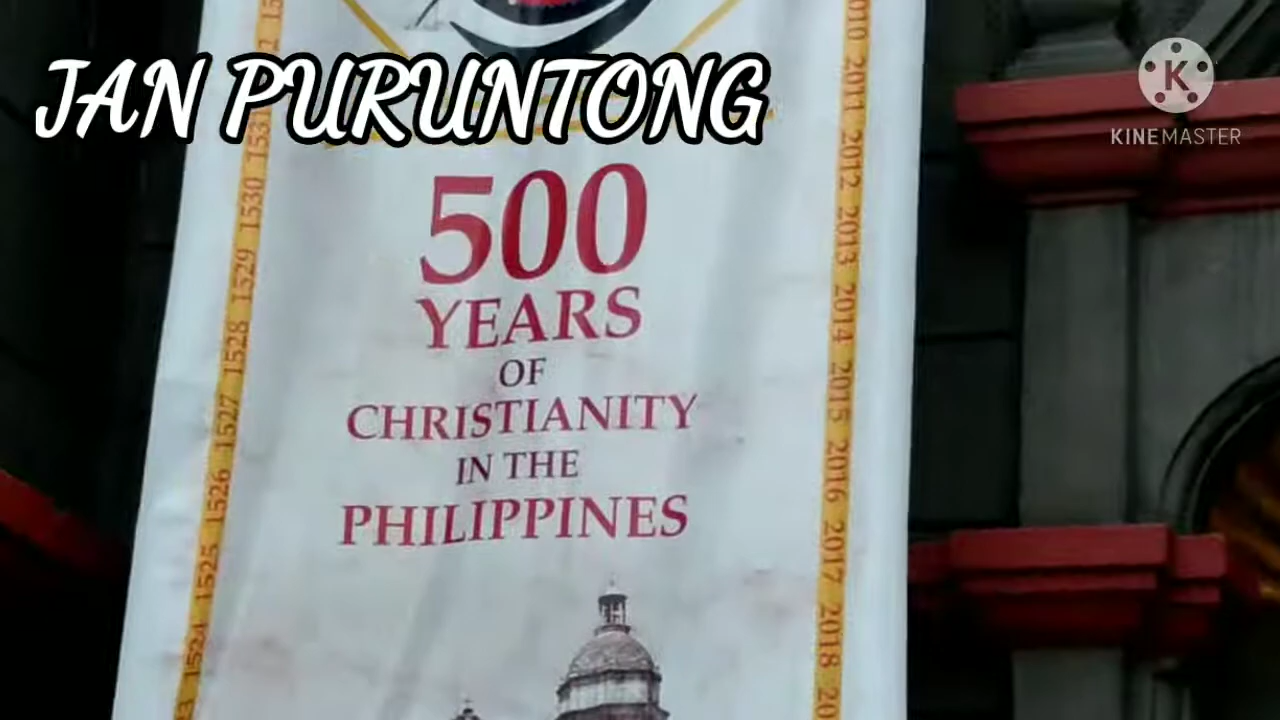 JAN PURUNTONG
KINEMASTER
500
YEARS
OF
CHRISTIANITY
IN THE
PHILIPPINES
1524 1525 1526 1527 1528 1529 1530 1531
2010 2011 2012 2013 2014 2015 2016 2017 2018